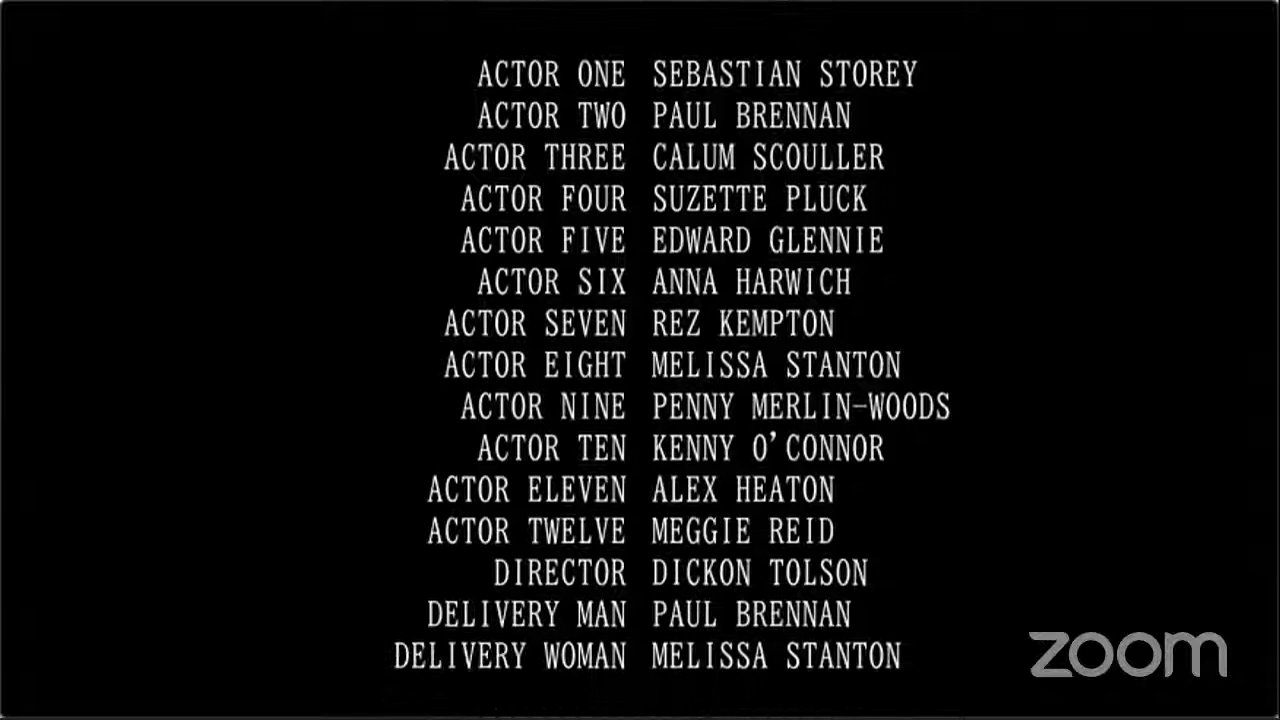 ACTOR ONE SEBASTIAN STOREY
ACTOR TWO PAUL BRENNAN
ACTOR THREE CALUM SCOULLER
ACTOR FOUR SUZETTE PLUCK
ACTOR FIVE EDWARD GLENNIE
ACTOR SIX ANNA HARWICH
ACTOR SEVEN REZ KEMPTON
ACTOR EIGHT MELISSA STANTON
ACTOR NINE PENNY MERLIN-WOODS
ACTOR TEN KENNY O'CONNOR
ACTOR ELEVEN ALEX HEATON
ACTOR TWELVE MEGGIE REID
DIRECTOR DICKON TOLSON
DELIVERY MAN PAUL BRENNAN
DELIVERY WOMAN MELISSA STANTON
zoom